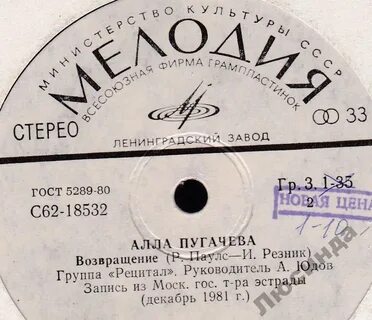 МИНИСТЕРСТВО КУЛЬТУРЫ СССР
МЕЛОДИЯ
ВСЕСОЮЗНАЯ ФИРМА ГРАМПЛАСТИНОК
СТЕРЕО
33
ЛЕНИНГРАДСКИЙ ЗАВОД
ГОСТ 5289-80
Гр. 3. 1-35
С62-18532
2
НОВАЯ ЦЕНА
1-10
АЛЛА ПУГАЧЕВА
Возвращение (Р. Паулс—И. Резник)
Группа «Рецитал». Руководитель А. Юдов
Запись из Моск. гос. т-ра эстрады
(декабрь 1981 г.)